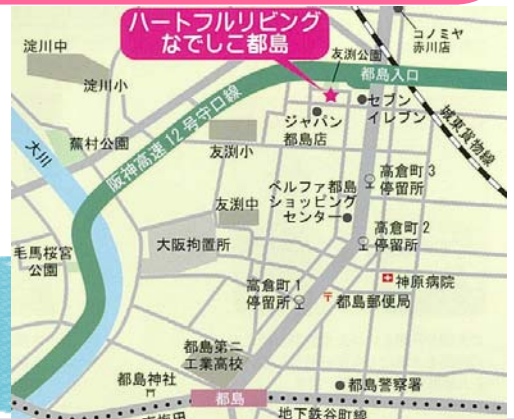 ハートフルリビング
なでしこ都島
コノミヤ
赤川店
淀川中
友渕公園
都島入口
淀川小
セブン
イレブン
ジャパン
都島店
城東貨物線
蕪村公園
阪神高速12号守口線
大川
友渕小
高倉町3
停留所
ベルファ都島
ショッピング
センター
友渕中
高倉町2
停留所
大阪拘置所
毛馬桜宮
公園
神原病院
高倉町1
停留所
都島郵便局
都島第二
工業高校
都島神社
都島
都島警察署
地下鉄谷町線